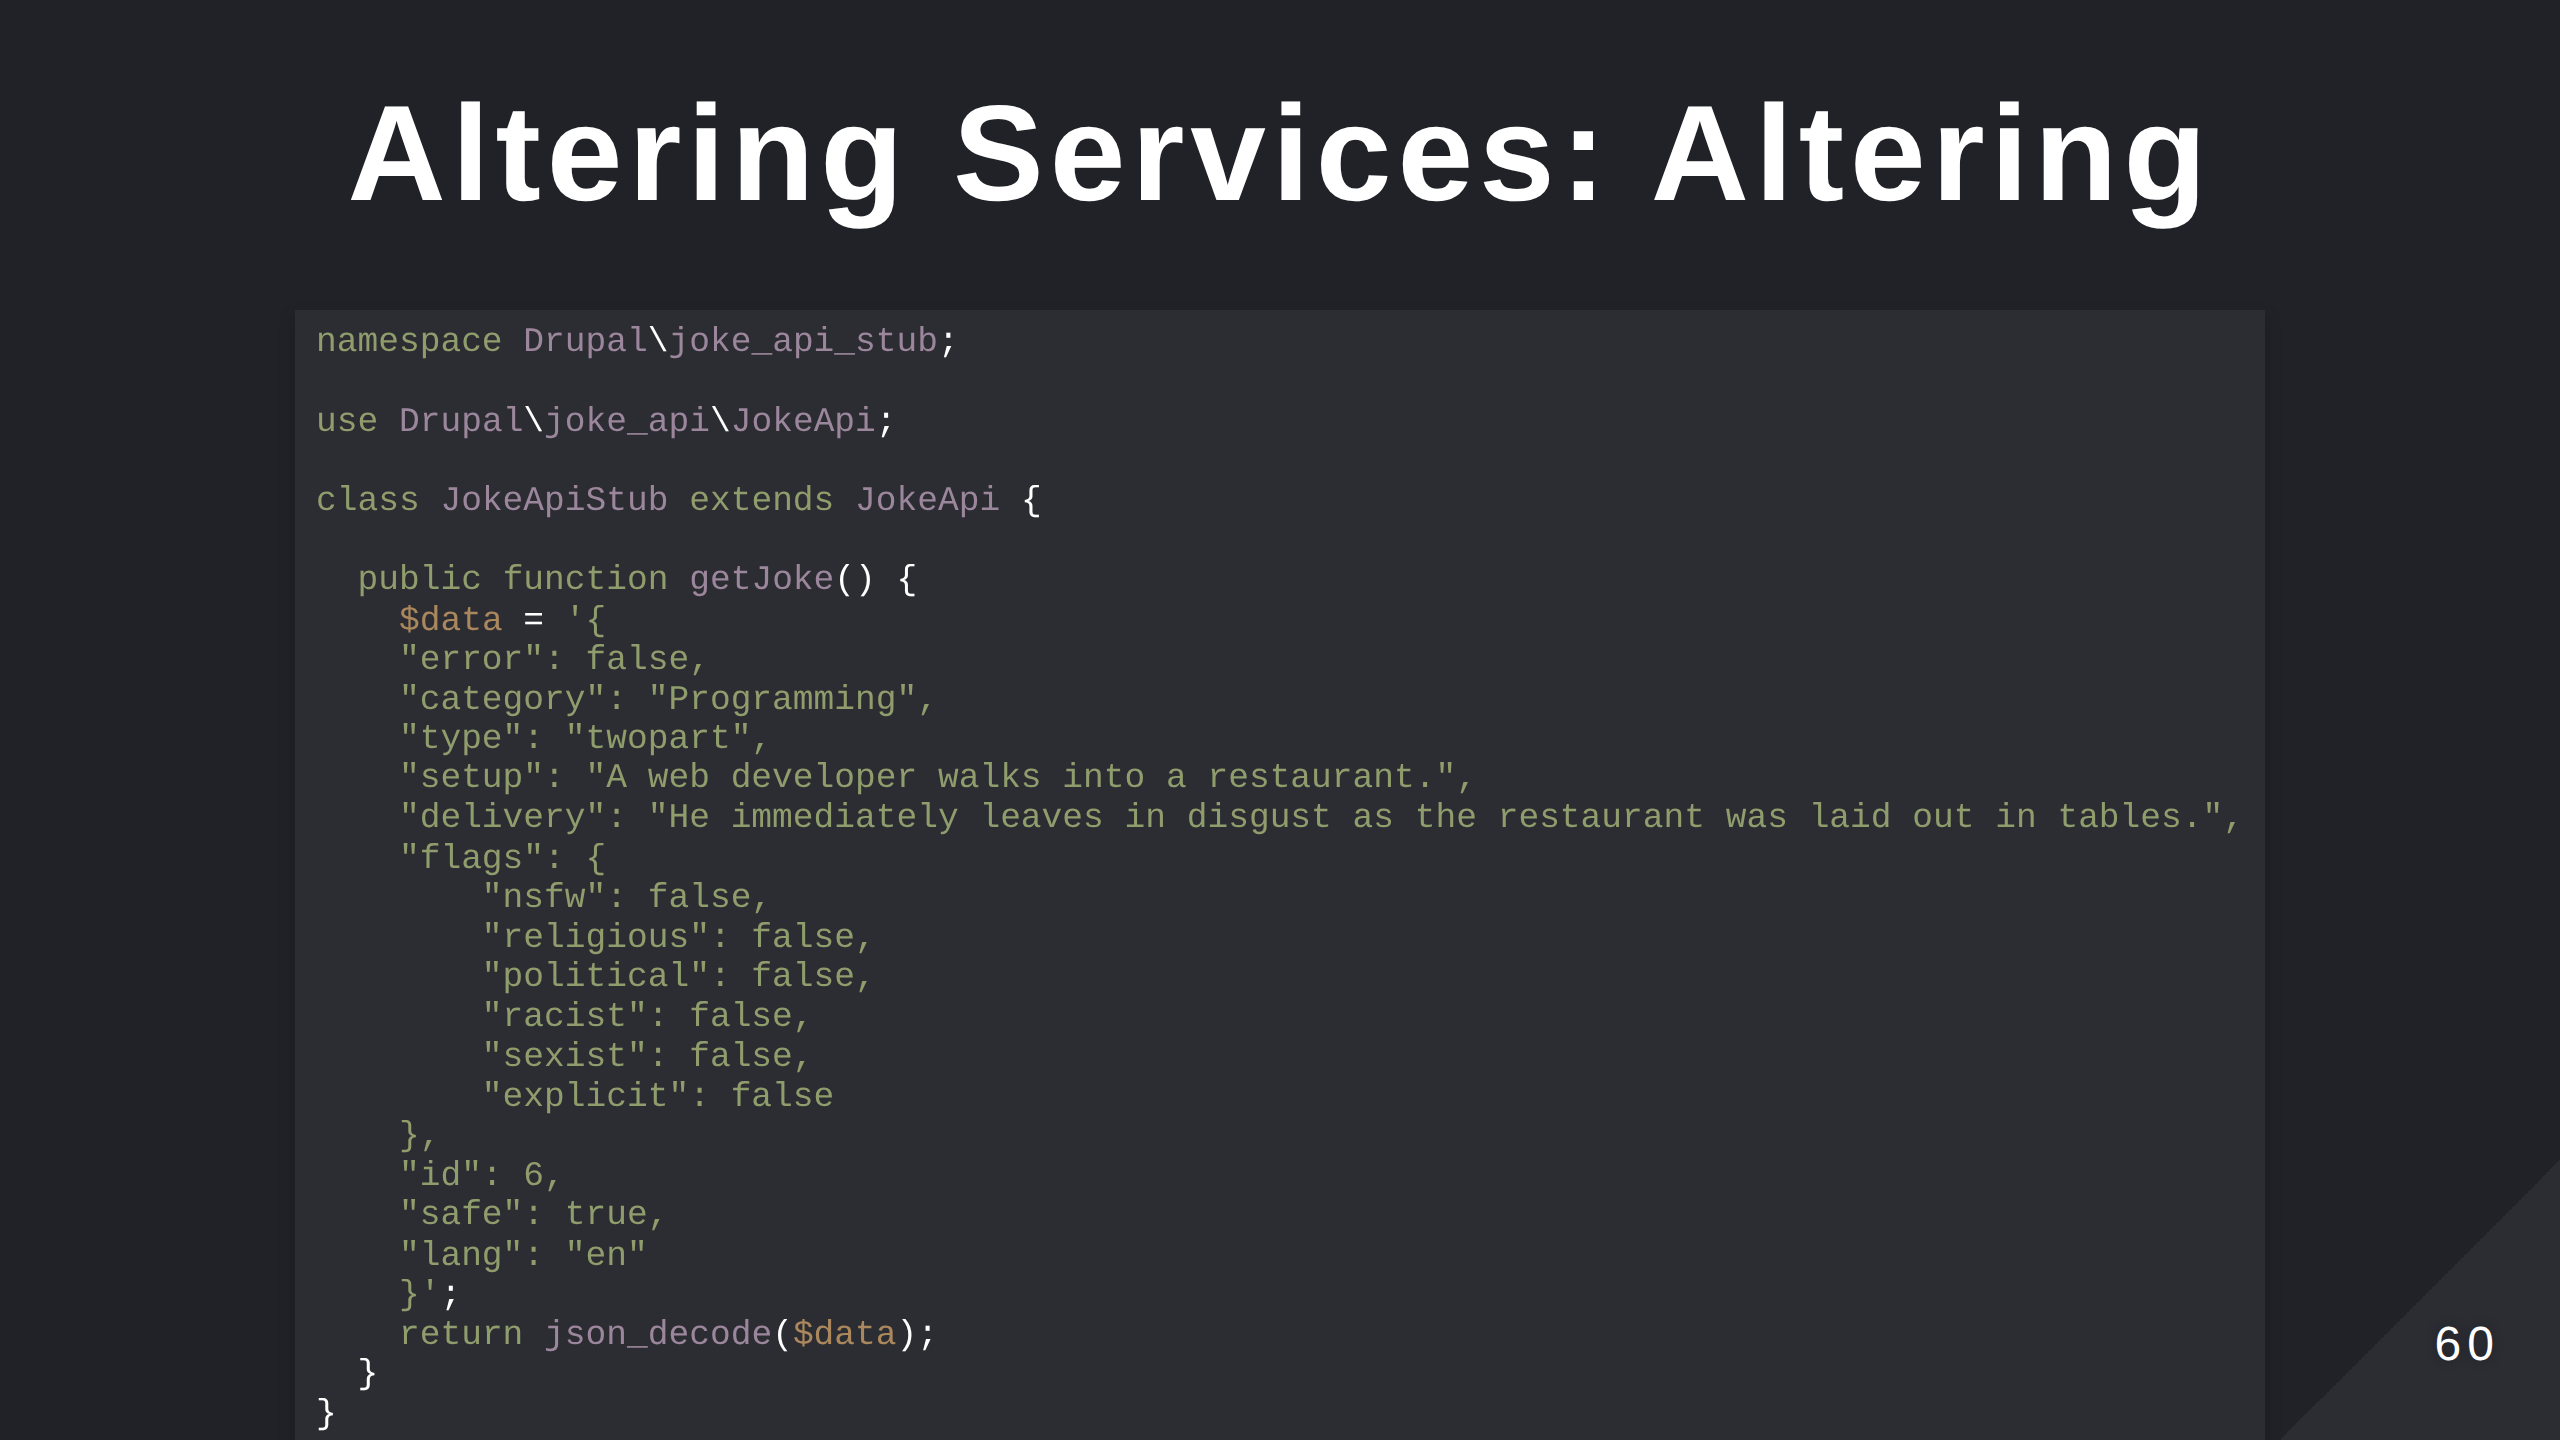 Altering Services: Altering
namespace Drupal\joke_api_stub;
use Drupal\joke_api\JokeApi;
class JokeApiStub extends JokeApi {
  public function getJoke() {
    $data = '{
    "error": false,
    "category": "Programming",
    "type": "twopart",
    "setup": "A web developer walks into a restaurant.",
    "delivery": "He immediately leaves in disgust as the restaurant was laid out in tables.",
    "flags": {
        "nsfw": false,
        "religious": false,
        "political": false,
        "racist": false,
        "sexist": false,
        "explicit": false
    },
    "id": 6,
    "safe": true,
    "lang": "en"
    }';
    return json_decode($data);
  }
}
60